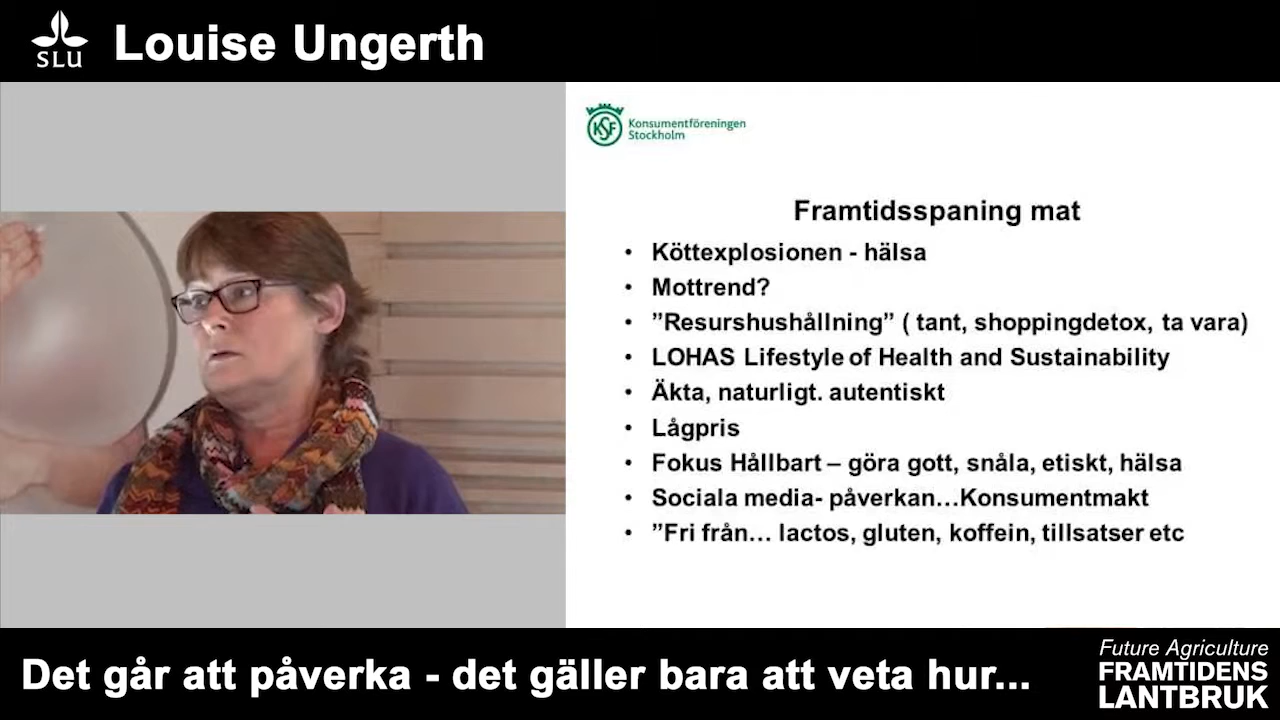 SLU
Louise Ungerth
KSF
Konsumentföreningen
Stockholm
Framtidsspaning mat
• Köttexplosionen - hälsa
• Mottrend?
• ”Resurshushållning” ( tant, shoppingdetox, ta vara)
• LOHAS Lifestyle of Health and Sustainability
• Äkta, naturligt. autentiskt
• Lågpris
• Fokus Hållbart – göra gott, snåla, etiskt, hälsa
• Sociala media- påverkan…Konsumentmakt
• ”Fri från… lactos, gluten, koffein, tillsatser etc
Det går att påverka - det gäller bara att veta hur...
Future Agriculture
FRAMTIDENS
LANTBRUK